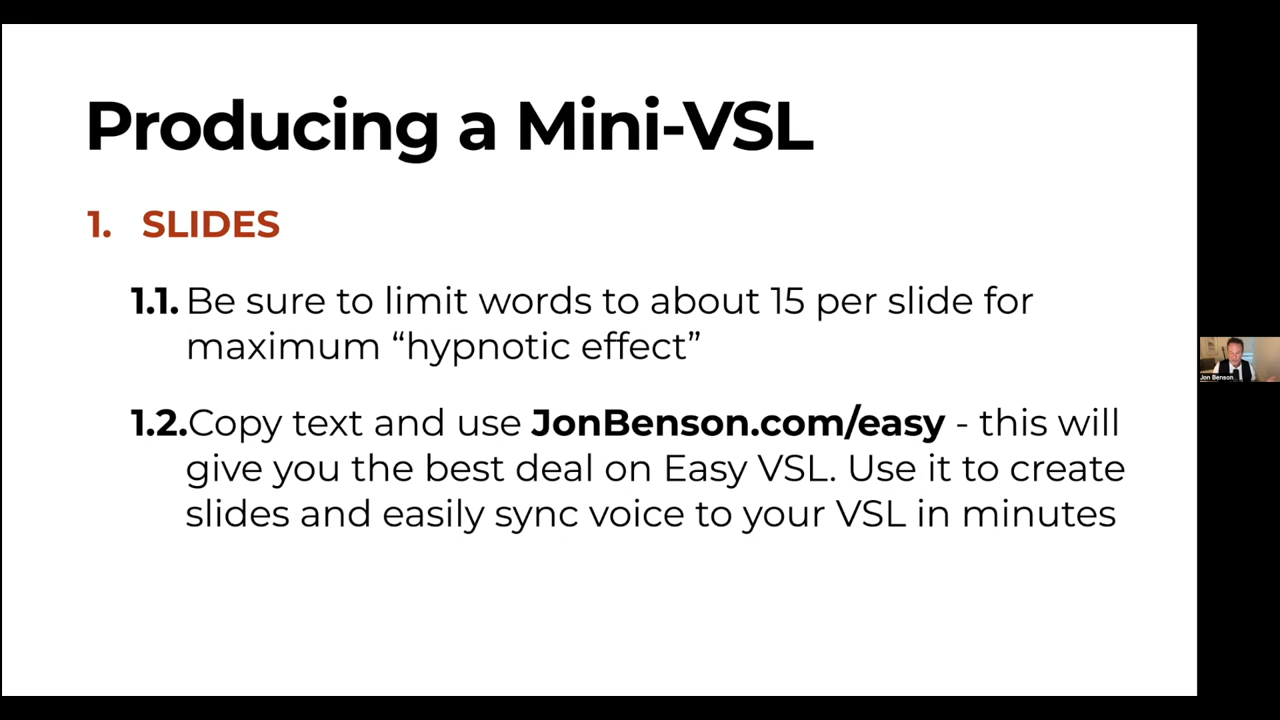 Producing a Mini-VSL
1. SLIDES
1.1. Be sure to limit words to about 15 per slide for
maximum “hypnotic effect”
1.2.Copy text and use JonBenson.com/easy - this will
give you the best deal on Easy VSL. Use it to create
slides and easily sync voice to your VSL in minutes
Jon Benson